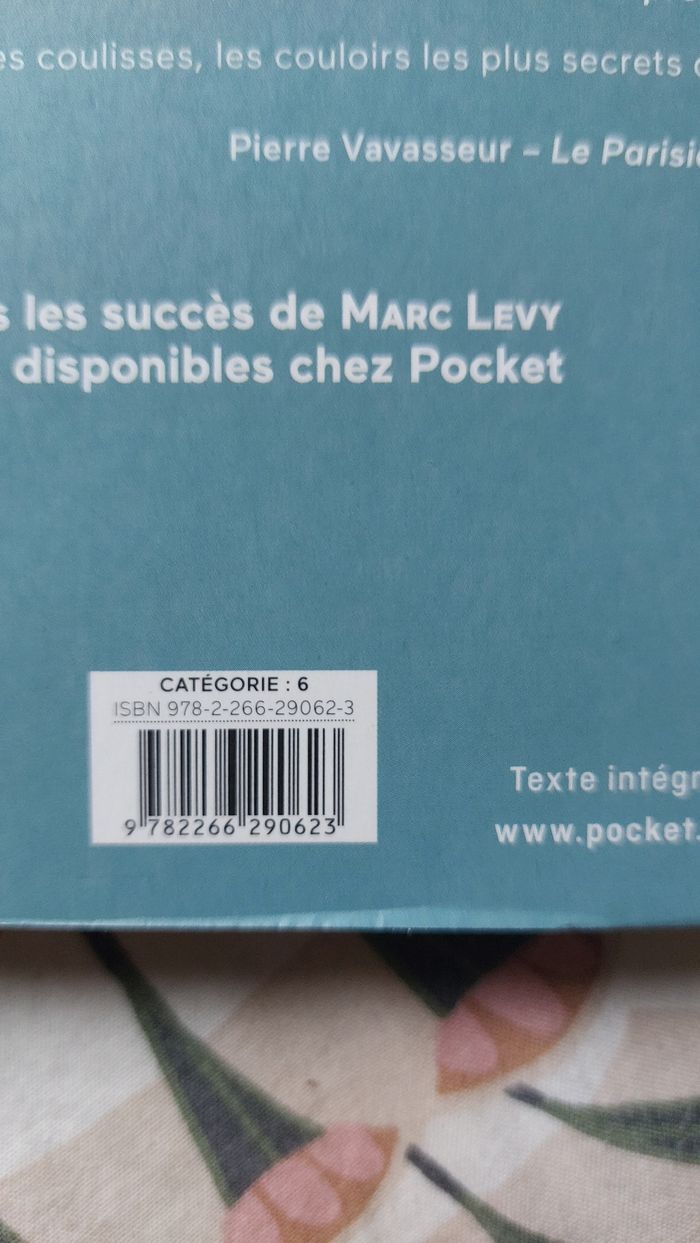 es coulisses, les couloirs les plus secrets
Pierre Vavasseur – Le Parisi
s les succès de MARC LEVY
disponibles chez Pocket
CATÉGORIE : 6
ISBN 978-2-266-29062-3
9 782266 290623
Texte intégr
www.pocket.